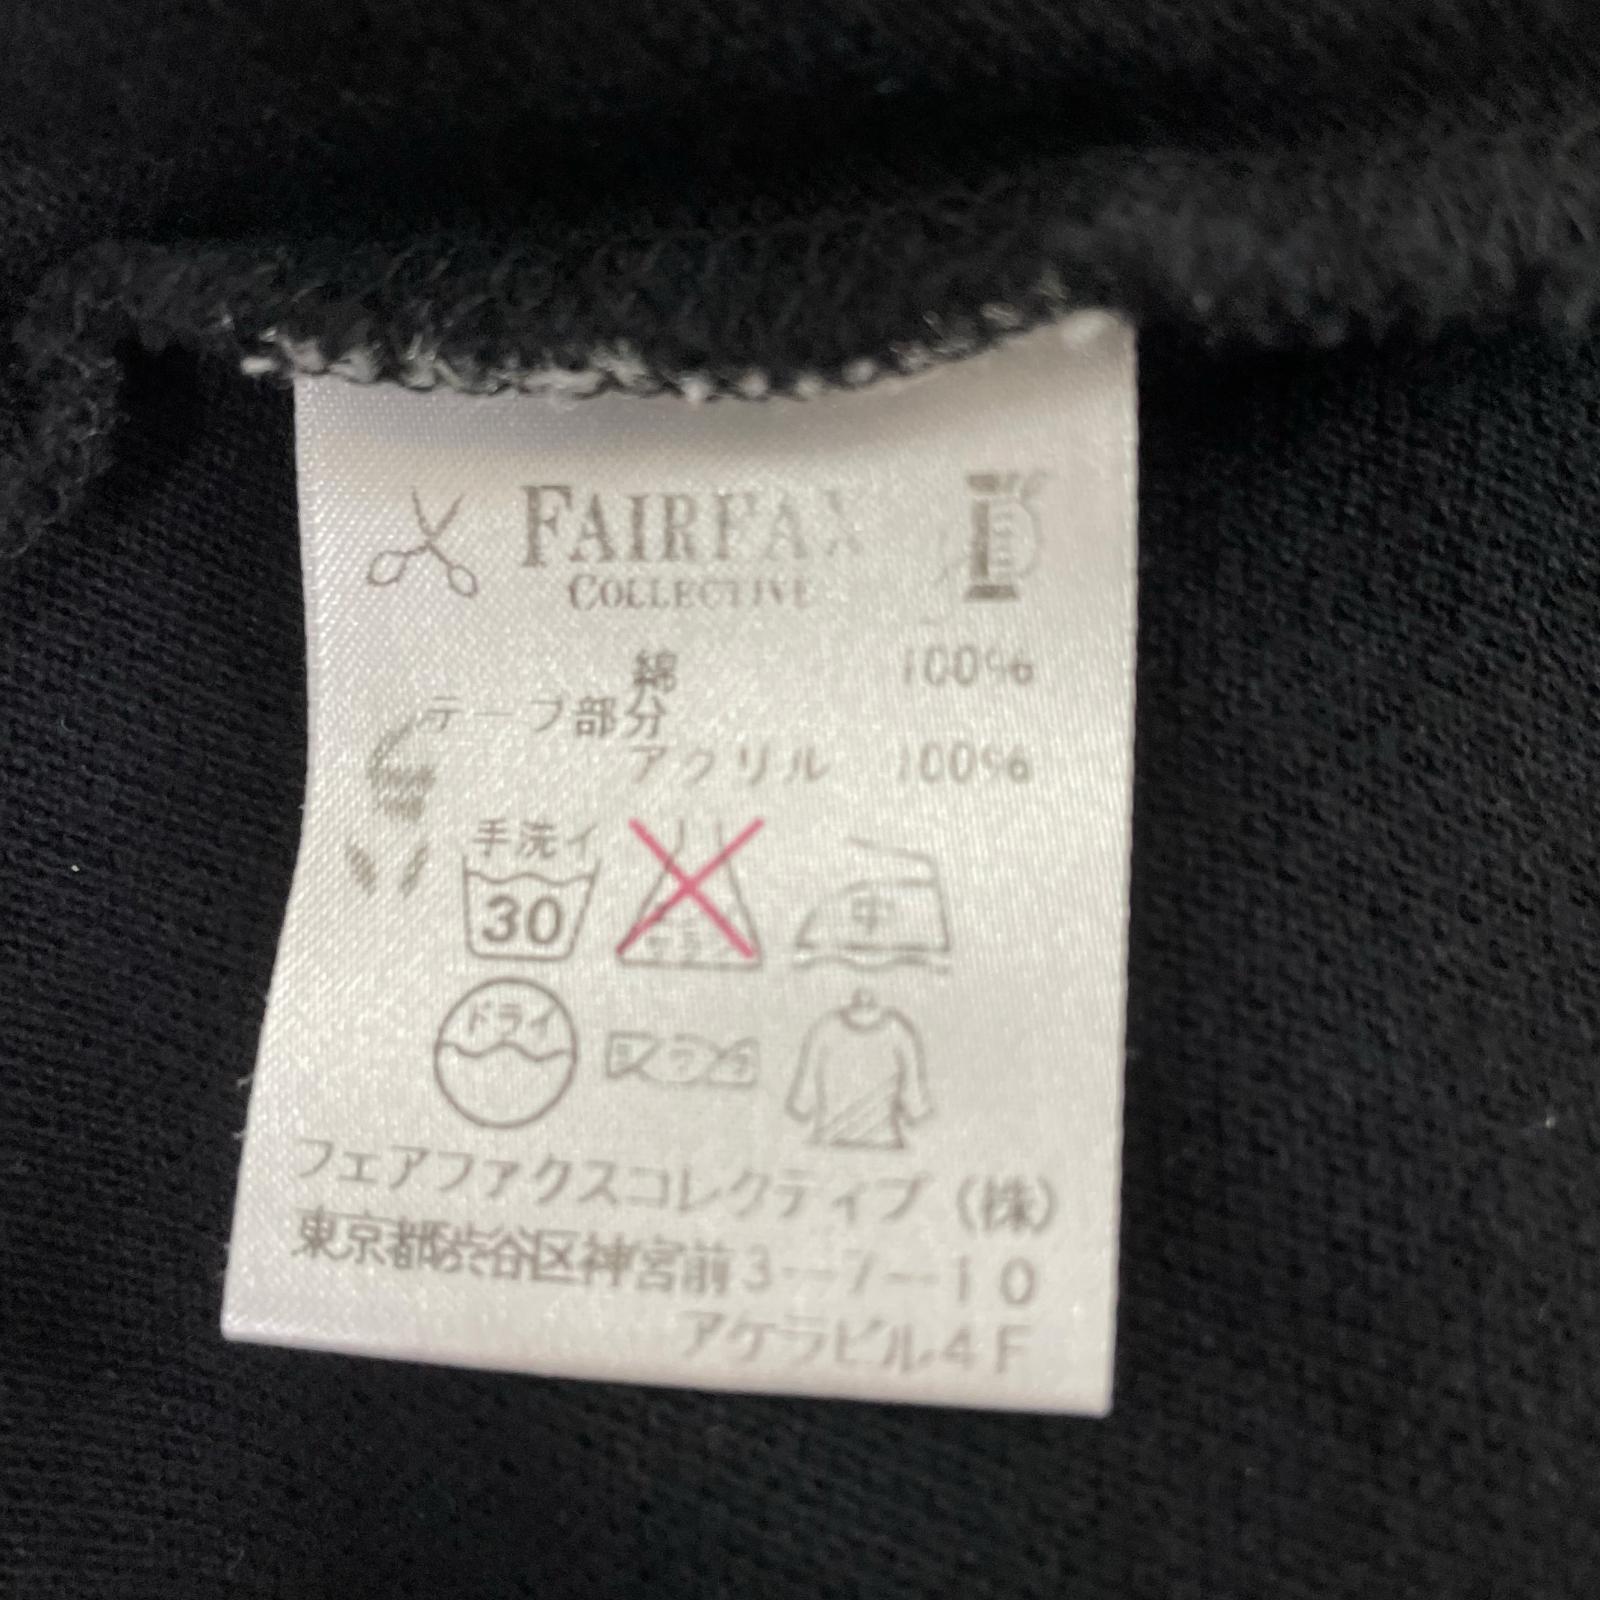 FAIRFAX
COLLECTIVE
綿 100%
テープ部分
アクリル 100%
手洗イ
30
中
ドライ
フェアファクスコレクティブ(株)
東京都渋谷区神宮前3-7-10
アケラビル4F